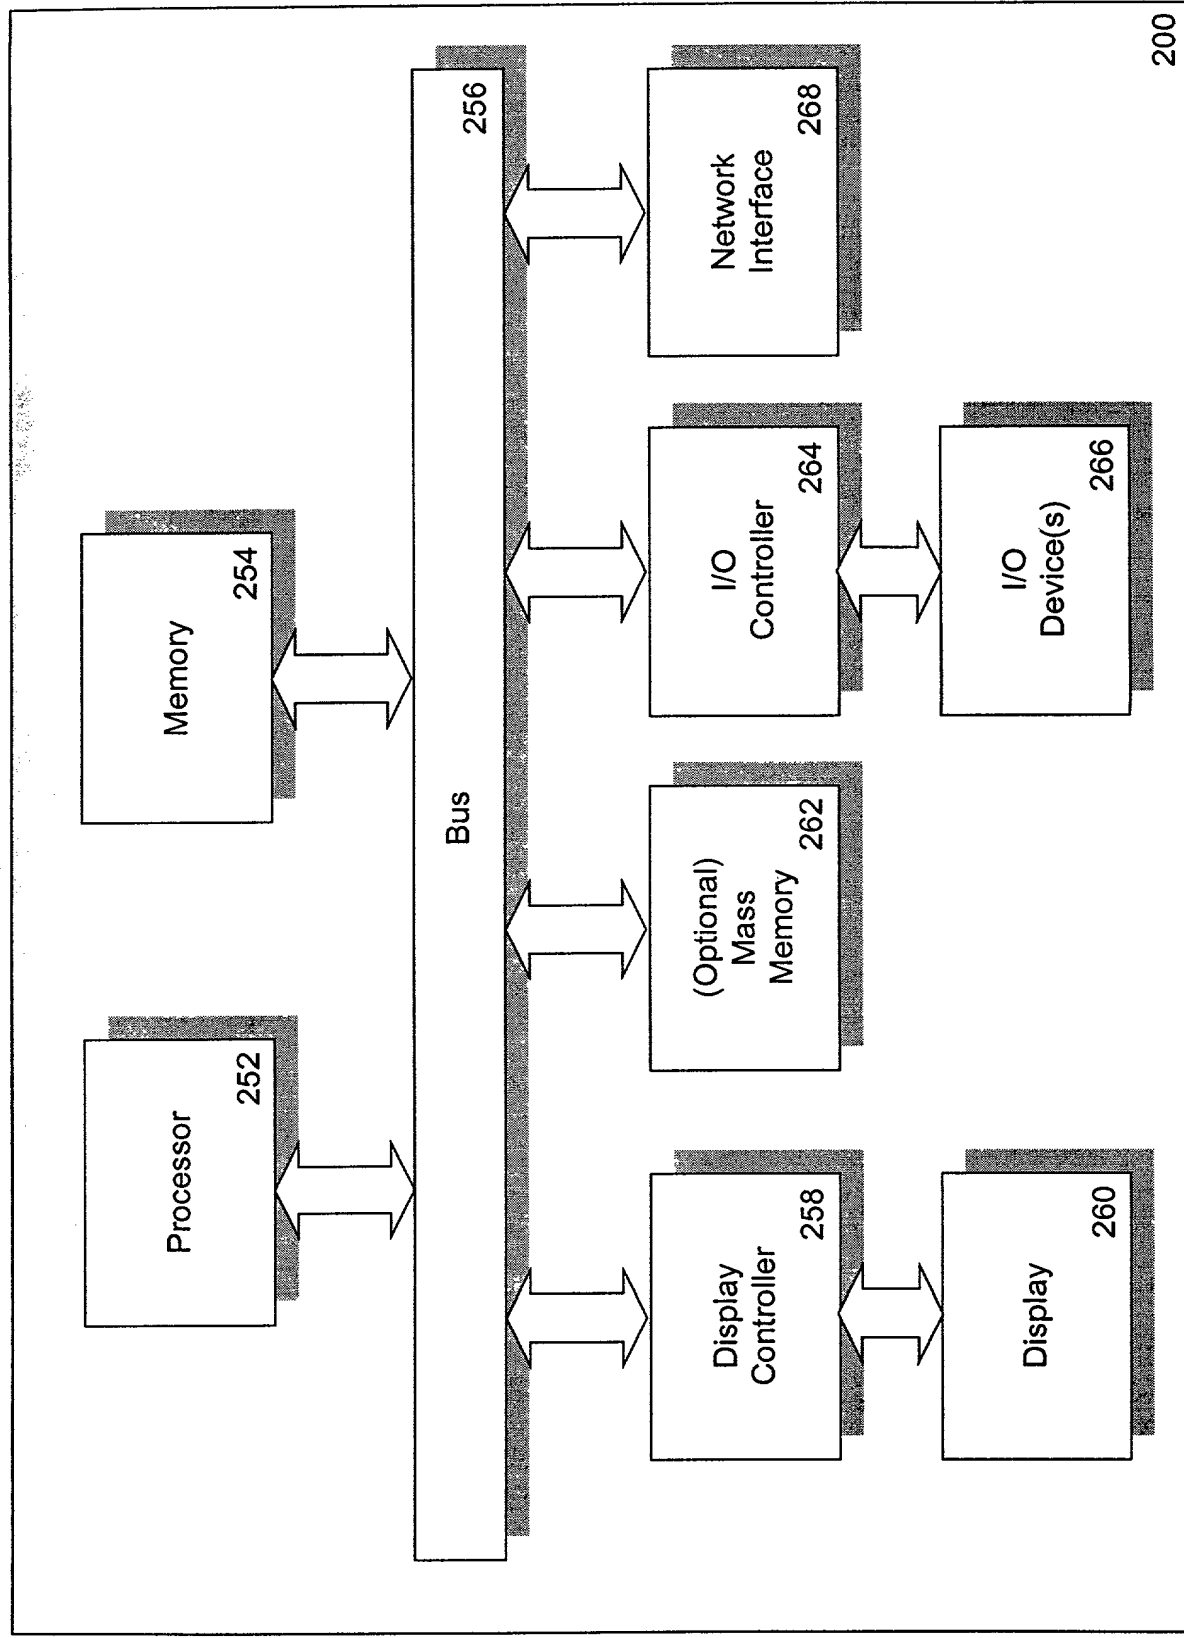 Processor
252
Memory
254
Bus
256
Display
Controller
258
(Optional)
Mass
Memory
262
I/O
Controller
264
Network
Interface
268
Display
260
I/O
Device(s)
266
200